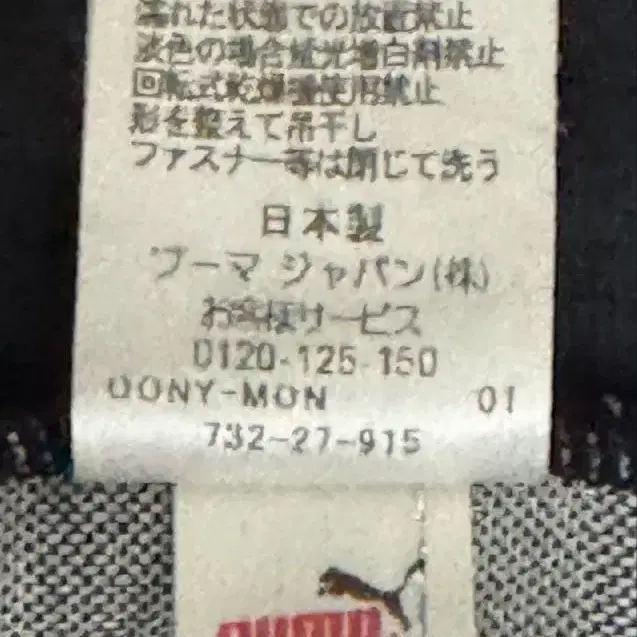 濡れた状態での放置禁止
淡色の場合蛍光増白剤禁止
回転式乾燥機使用禁止
形を整えて吊干し
ファスナー等は閉じて洗う
日本製
プーマ ジャパン(株)
お客様サービス
0120-125-150
UONY-MON 01
732-27-915
PUMA